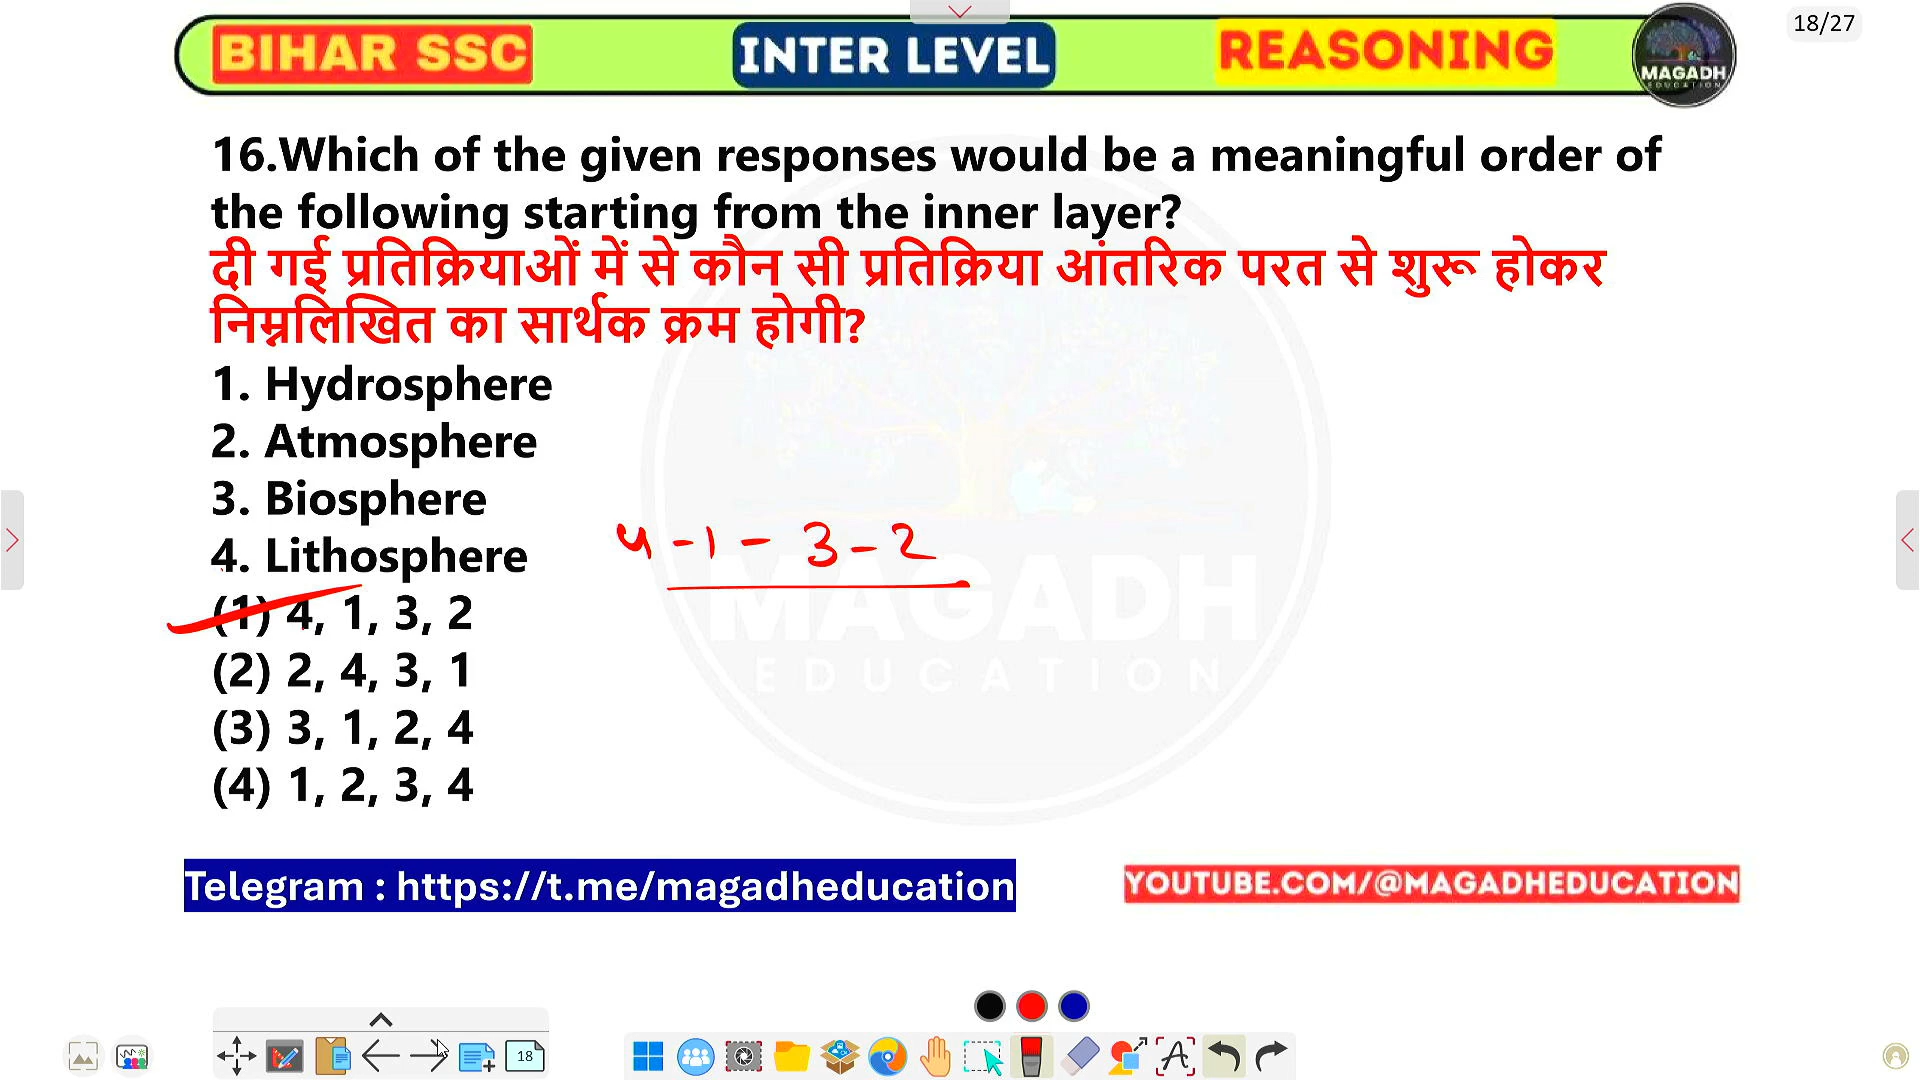 BIHAR SSC
INTER LEVEL
REASONING
MAGADH
EDUCATION
18/27
16.Which of the given responses would be a meaningful order of
the following starting from the inner layer?
दी गई प्रतिक्रियाओं में से कौन सी प्रतिक्रिया आंतरिक परत से शुरू होकर
निम्नलिखित का सार्थक क्रम होगी?
1. Hydrosphere
2. Atmosphere
3. Biosphere
4. Lithosphere
4 - 1 - 3 - 2
(1) 4, 1, 3, 2
(2) 2, 4, 3, 1
(3) 3, 1, 2, 4
(4) 1, 2, 3, 4
MAGADH
EDUCATION
Telegram : https://t.me/magadheducation
YOUTUBE.COM/@MAGADHEDUCATION
18